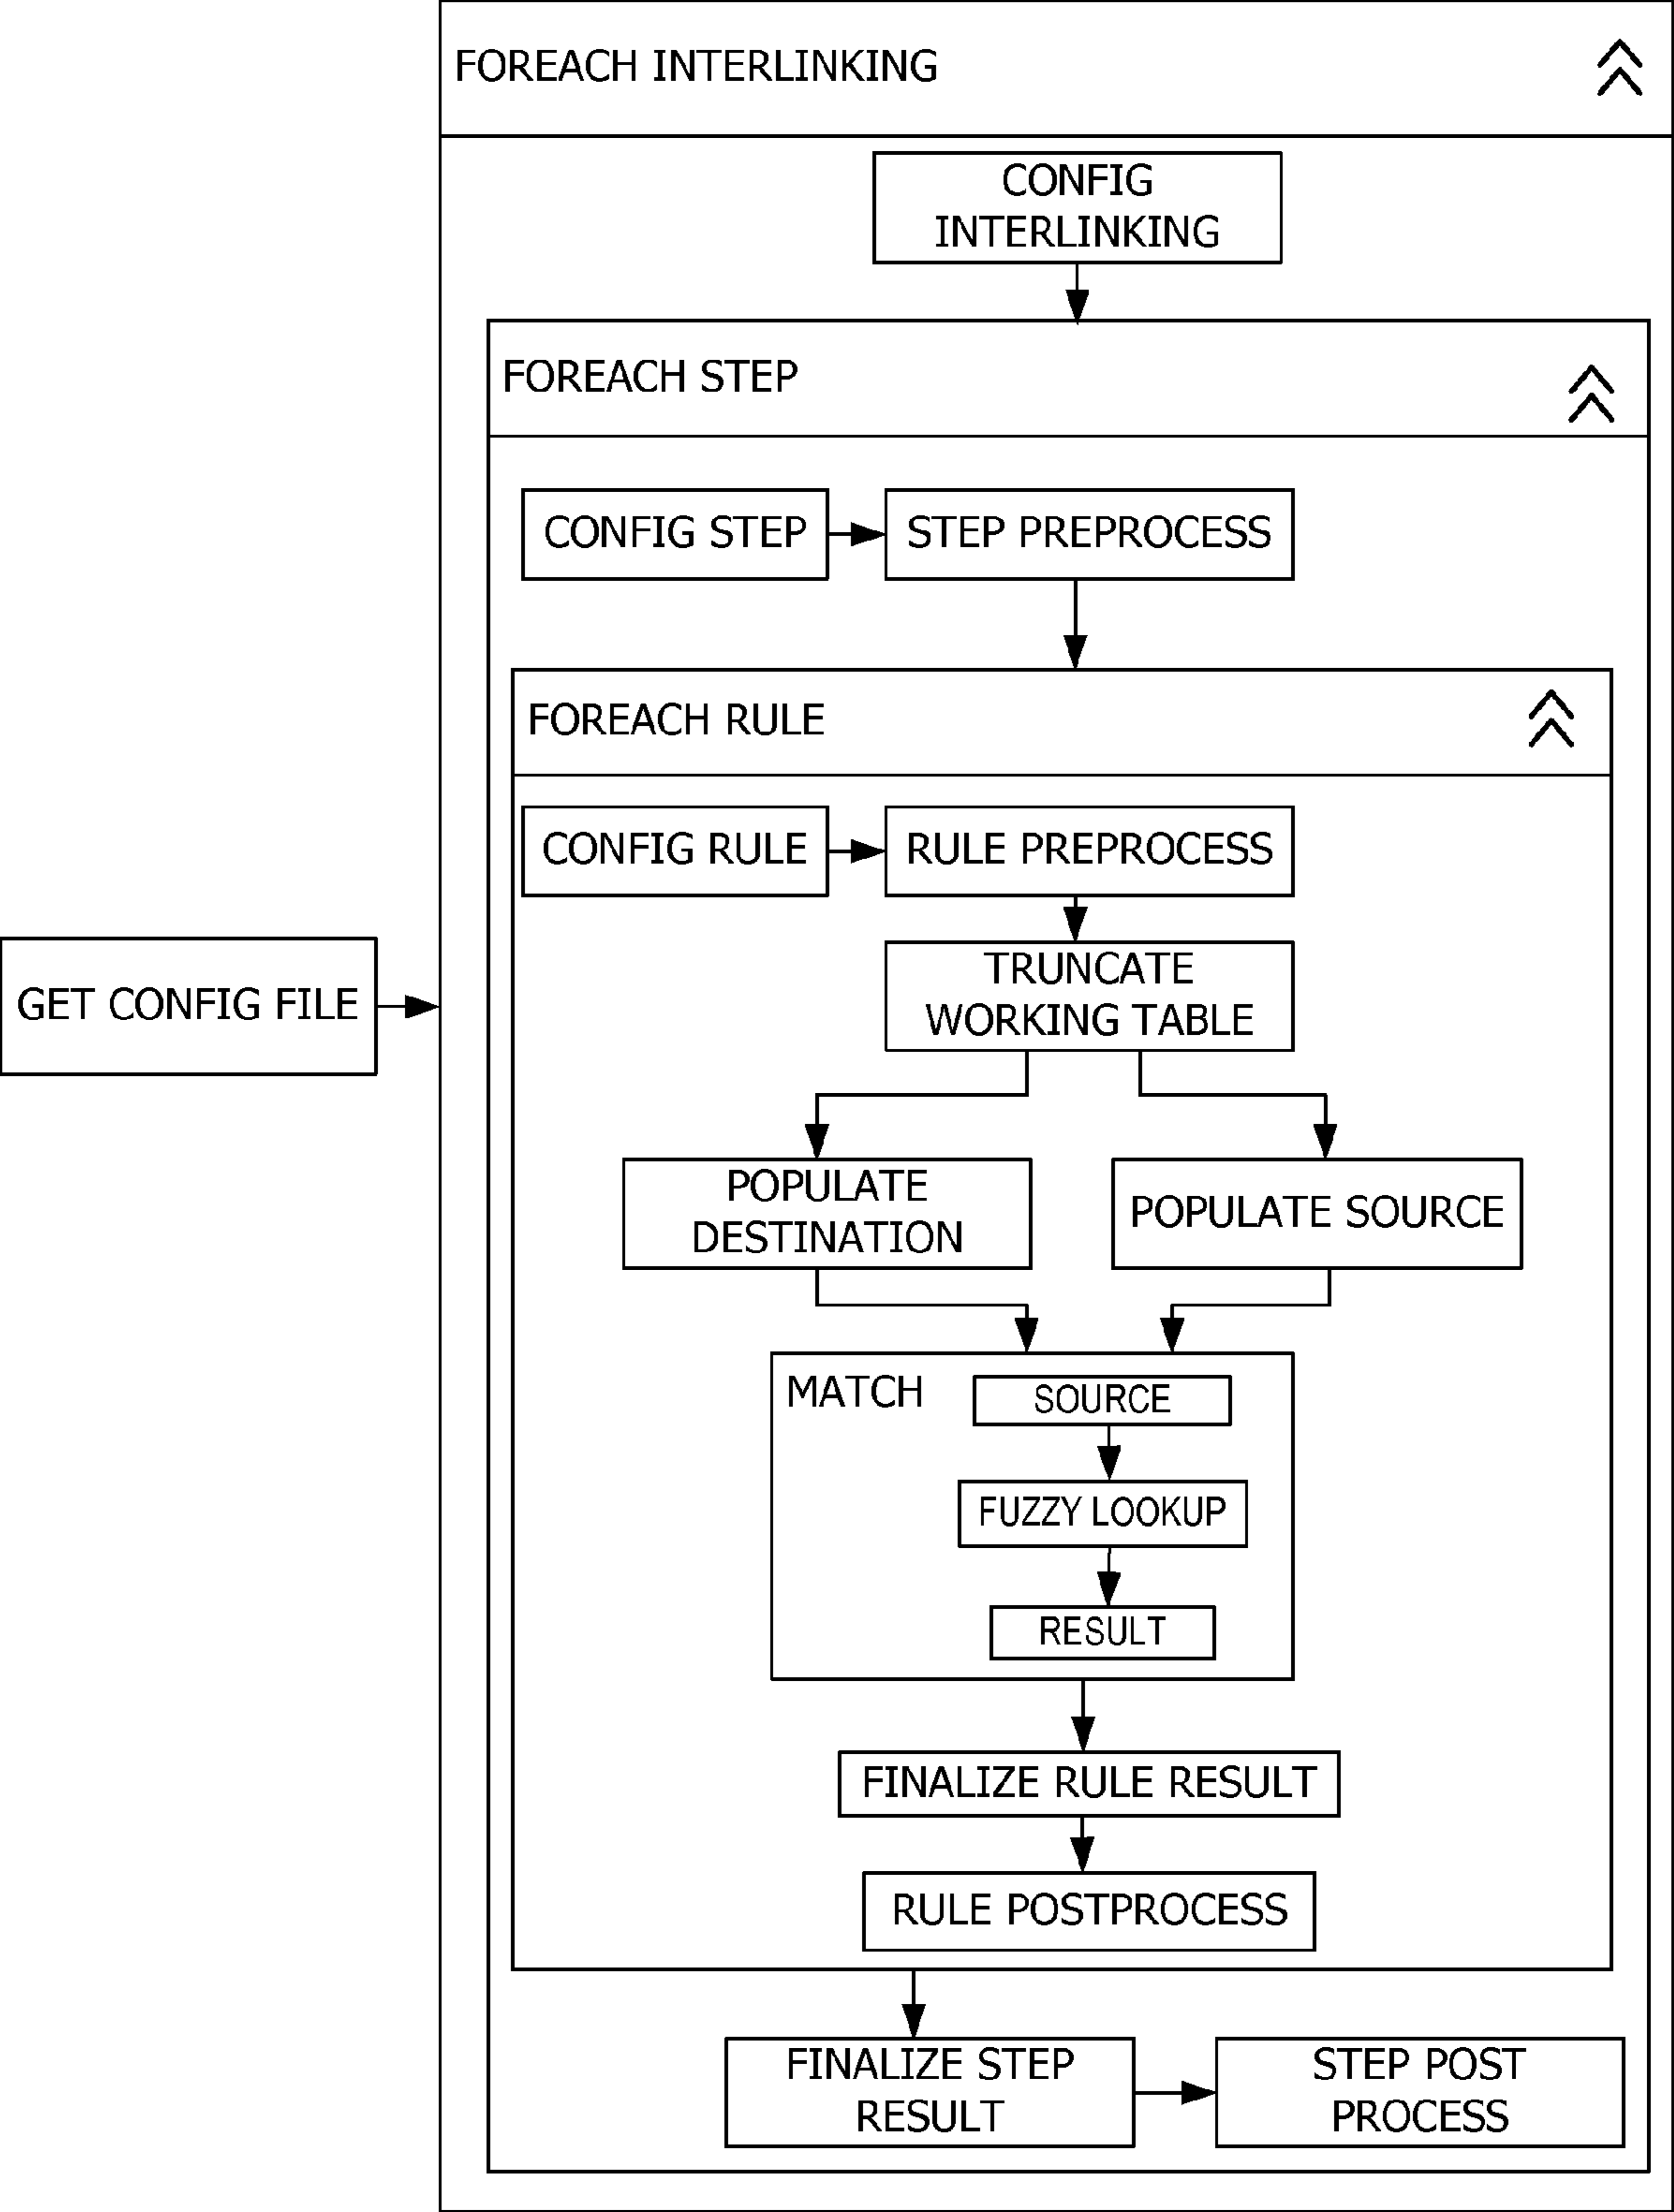 FOREACH INTERLINKING
CONFIG
INTERLINKING
FOREACH STEP
CONFIG STEP
STEP PREPROCESS
FOREACH RULE
CONFIG RULE
RULE PREPROCESS
GET CONFIG FILE
TRUNCATE
WORKING TABLE
POPULATE
DESTINATION
POPULATE SOURCE
MATCH
SOURCE
FUZZY LOOKUP
RESULT
FINALIZE RULE RESULT
RULE POSTPROCESS
FINALIZE STEP
RESULT
STEP POST
PROCESS